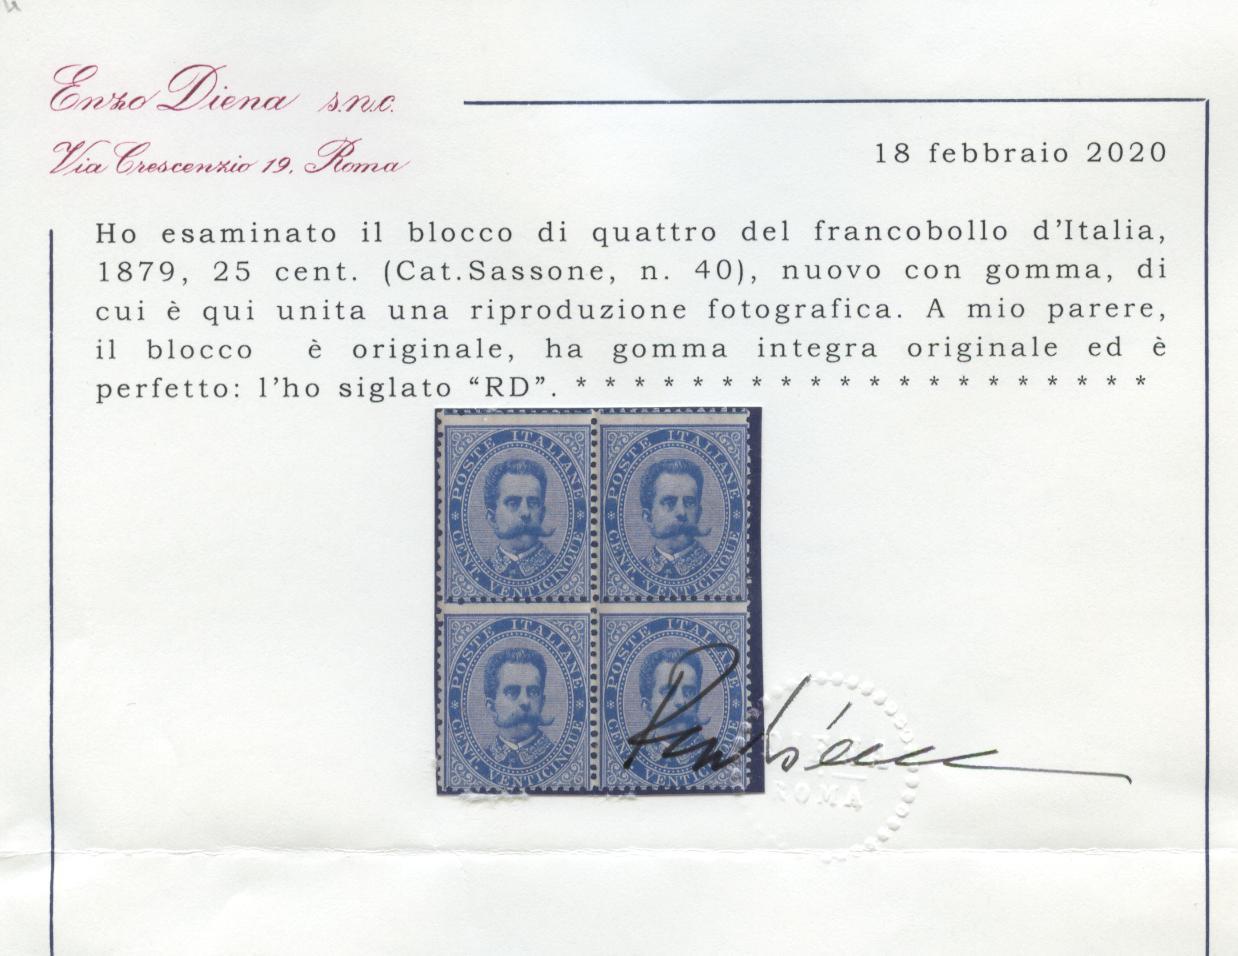 Enzo Diena s.n.c.
Via Crescenzio 19, Roma
18 febbraio 2020
Ho esaminato il blocco di quattro del francobollo d'Italia,
1879, 25 cent. (Cat.Sassone, n. 40), nuovo con gomma, di
cui è qui unita una riproduzione fotografica. A mio parere,
il blocco è originale, ha gomma integra originale ed è
perfetto: l'ho siglato “RD”. * * * * * * * * * * * * * * * * * * * *
POSTE ITALIANE
CENT. VENTICINQUE
POSTE ITALIANE
CENT. VENTICINQUE
POSTE ITALIANE
CENT. VENTICINQUE
POSTE ITALIANE
CENT. VENTICINQUE